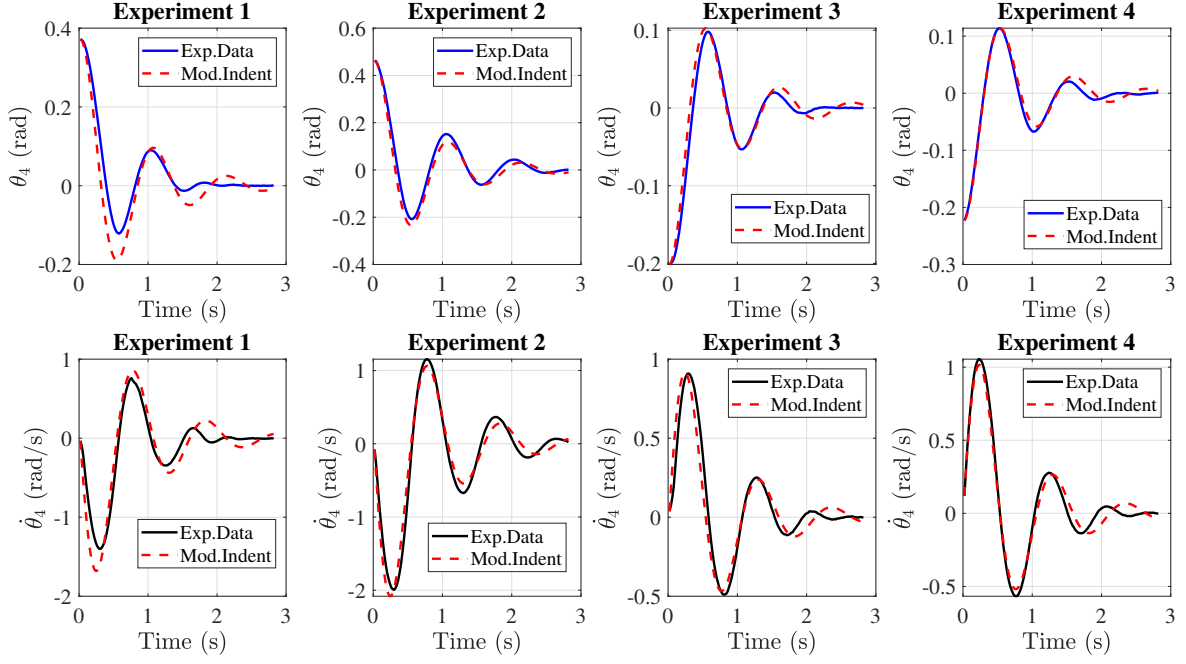 Experiment 1
0.4
0.2
0
-0.2
θ₄ (rad)
Exp.Data
Mod.Indent
0 1 2 3
Time (s)
Experiment 2
0.6
0.4
0.2
0
-0.2
-0.4
θ₄ (rad)
Exp.Data
Mod.Indent
0 1 2 3
Time (s)
Experiment 3
0.1
0
-0.1
-0.2
θ₄ (rad)
Exp.Data
Mod.Indent
0 1 2 3
Time (s)
Experiment 4
0.1
0
-0.1
-0.2
-0.3
θ₄ (rad)
Exp.Data
Mod.Indent
0 1 2 3
Time (s)
Experiment 1
1
0
-1
-2
θ̇₄ (rad/s)
Exp.Data
Mod.Indent
0 1 2 3
Time (s)
Experiment 2
1
0
-1
-2
θ̇₄ (rad/s)
Exp.Data
Mod.Indent
0 1 2 3
Time (s)
Experiment 3
1
0.5
0
-0.5
θ̇₄ (rad/s)
Exp.Data
Mod.Indent
0 1 2 3
Time (s)
Experiment 4
1
0.5
0
-0.5
θ̇₄ (rad/s)
Exp.Data
Mod.Indent
0 1 2 3
Time (s)